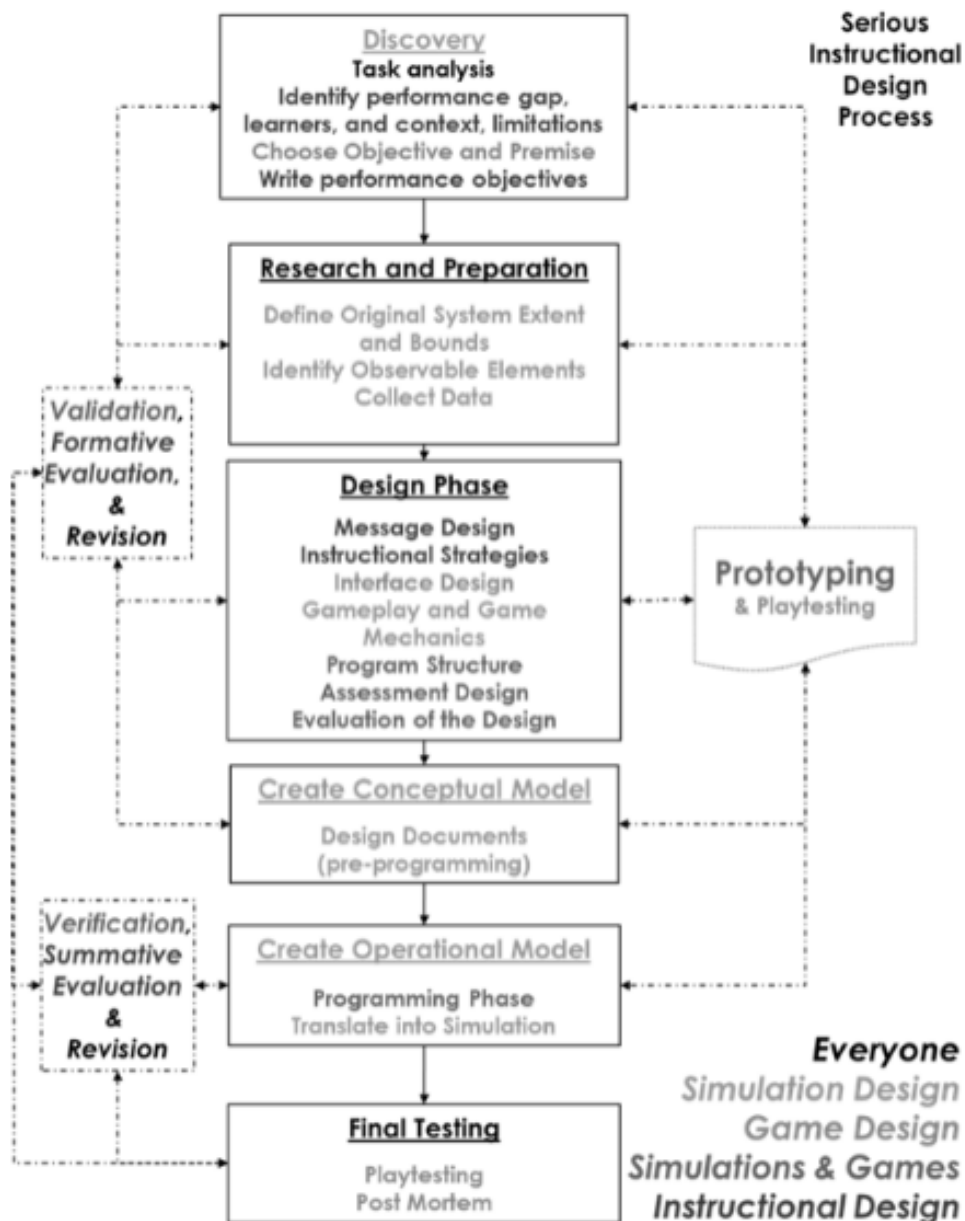 Serious
Instructional
Design
Process
Discovery
Task analysis
Identify performance gap,
learners, and context, limitations
Choose Objective and Premise
Write performance objectives
Research and Preparation
Define Original System Extent
and Bounds
Identify Observable Elements
Collect Data
Validation,
Formative
Evaluation,
&
Revision
Design Phase
Message Design
Instructional Strategies
Interface Design
Gameplay and Game
Mechanics
Program Structure
Assessment Design
Evaluation of the Design
Prototyping
& Playtesting
Create Conceptual Model
Design Documents
(pre-programming)
Verification,
Summative
Evaluation
&
Revision
Create Operational Model
Programming Phase
Translate into Simulation
Final Testing
Playtesting
Post Mortem
Everyone
Simulation Design
Game Design
Simulations & Games
Instructional Design